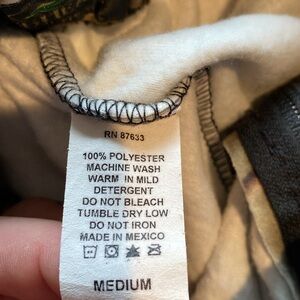 RN 87633
100% POLYESTER
MACHINE WASH
WARM IN MILD
DETERGENT
DO NOT BLEACH
TUMBLE DRY LOW
DO NOT IRON
MADE IN MEXICO
MEDIUM